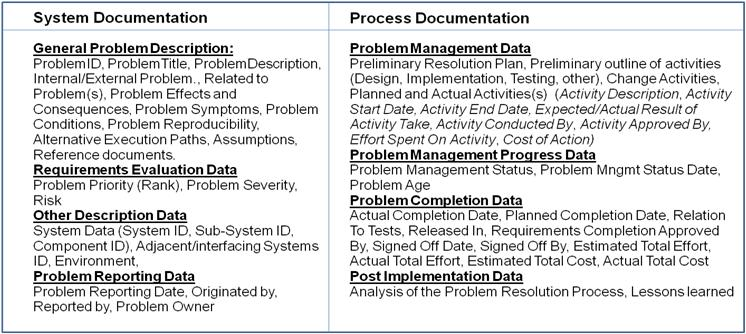 System Documentation
General Problem Description:
ProblemID, ProblemTitle, ProblemDescription,
Internal/External Problem., Related to
Problem(s), Problem Effects and
Consequences, Problem Symptoms, Problem
Conditions, Problem Reproducibility,
Alternative Execution Paths, Assumptions,
Reference documents.
Requirements Evaluation Data
Problem Priority (Rank), Problem Severity,
Risk
Other Description Data
System Data (System ID, Sub-System ID,
Component ID), Adjacent/interfacing Systems
ID, Environment,
Problem Reporting Data
Problem Reporting Date, Originated by,
Reported by, Problem Owner
Process Documentation
Problem Management Data
Preliminary Resolution Plan, Preliminary outline of activities
(Design, Implementation, Testing, other), Change Activities,
Planned and Actual Activities(s) (Activity Description, Activity
Start Date, Activity End Date, Expected/Actual Result of
Activity Take, Activity Conducted By, Activity Approved By,
Effort Spent On Activity, Cost of Action)
Problem Management Progress Data
Problem Management Status, Problem Mngmt Status Date,
Problem Age
Problem Completion Data
Actual Completion Date, Planned Completion Date, Relation
To Tests, Released In, Requirements Completion Approved
By, Signed Off Date, Signed Off By, Estimated Total Effort,
Actual Total Effort, Estimated Total Cost, Actual Total Cost
Post Implementation Data
Analysis of the Problem Resolution Process, Lessons learned